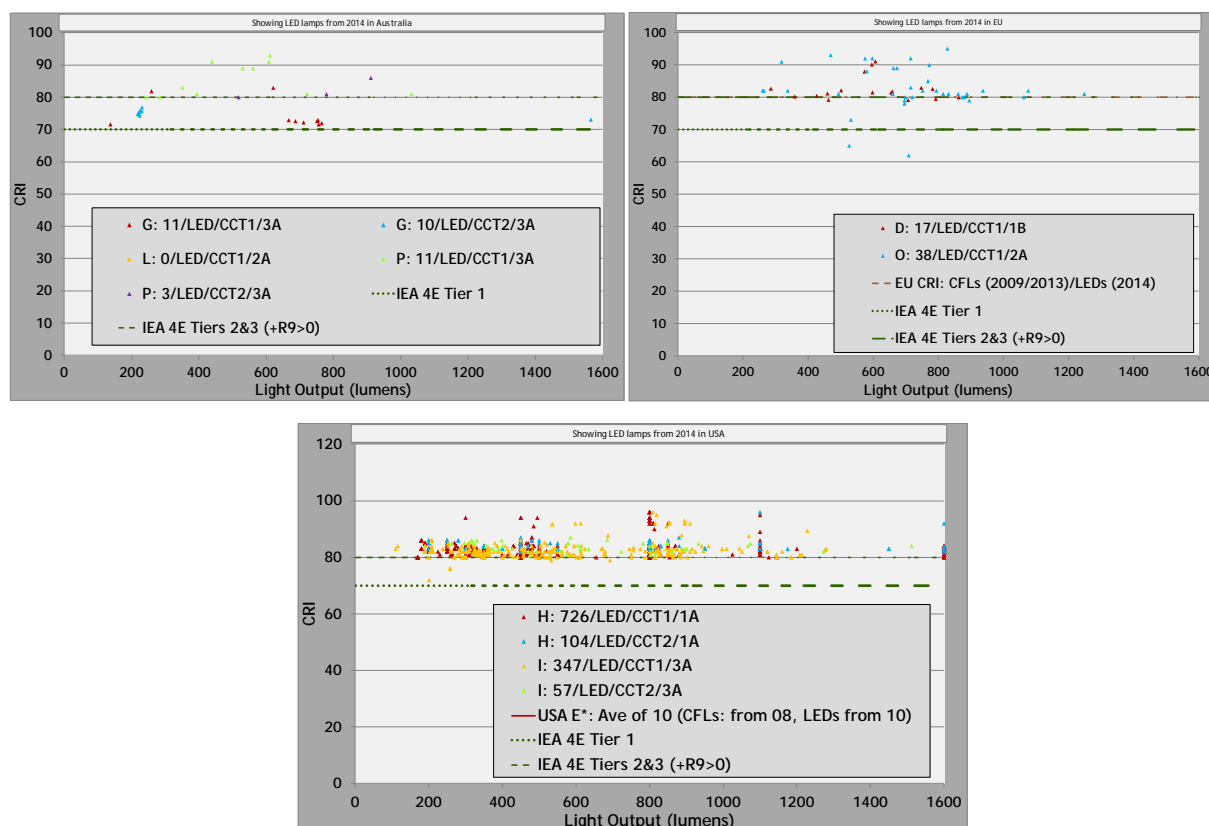 Showing LED lamps from 2014 in Australia
100
90
80
70
60
50
40
30
20
10
0
CRI
G: 11/LED/CCT1/3A
G: 10/LED/CCT2/3A
L: 0/LED/CCT1/2A
P: 11/LED/CCT1/3A
P: 3/LED/CCT2/3A
IEA 4E Tier 1
IEA 4E Tiers 2&3 (+R9>0)
0 200 400 600 800 1000 1200 1400 1600
Light Output (lumens)
Showing LED lamps from 2014 in EU
100
90
80
70
60
50
40
30
20
10
0
CRI
D: 17/LED/CCT1/1B
O: 38/LED/CCT1/2A
EU CRI: CFLs (2009/2013)/LEDs (2014)
IEA 4E Tier 1
IEA 4E Tiers 2&3 (+R9>0)
0 200 400 600 800 1000 1200 1400 1600
Light Output (lumens)
Showing LED lamps from 2014 in USA
120
100
80
60
40
20
0
CRI
H: 726/LED/CCT1/1A
H: 104/LED/CCT2/1A
I: 347/LED/CCT1/3A
I: 57/LED/CCT2/3A
USA E*: Ave of 10 (CFLs: from 08, LEDs from 10)
IEA 4E Tier 1
IEA 4E Tiers 2&3 (+R9>0)
0 200 400 600 800 1000 1200 1400 1600
Light Output (lumens)